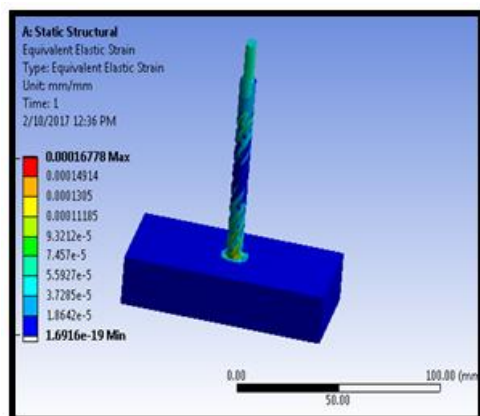 A: Static Structural
Equivalent Elastic Strain
Type: Equivalent Elastic Strain
Unit: mm/mm
Time: 1
2/10/2017 12:36 PM
0.00016778 Max
0.00014914
0.0001305
0.00011185
9.3212e-5
7.457e-5
5.5927e-5
3.7285e-5
1.8642e-5
1.6916e-19 Min
0.00 100.00 (mm
50.00